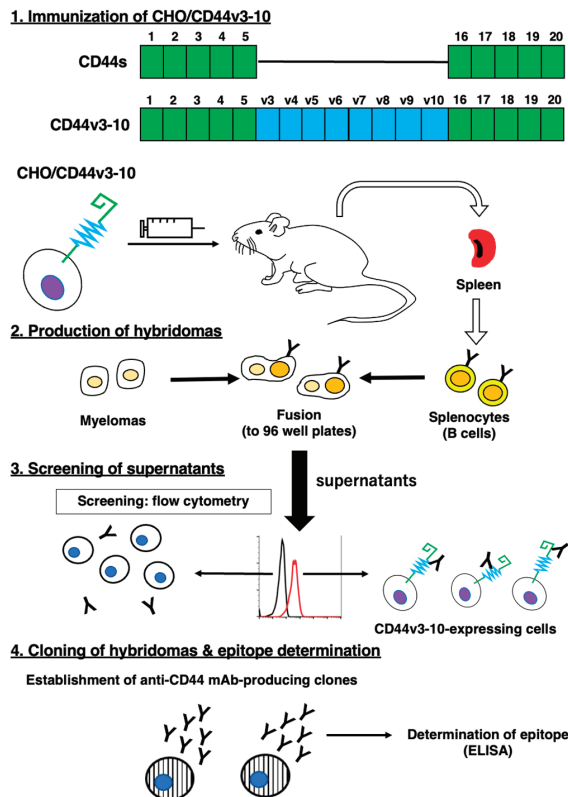 1. Immunization of CHO/CD44v3-10
1 2 3 4 5 16 17 18 19 20
CD44s
1 2 3 4 5 v3 v4 v5 v6 v7 v8 v9 v10 16 17 18 19 20
CD44v3-10
CHO/CD44v3-10
Spleen
2. Production of hybridomas
Myelomas
Fusion
(to 96 well plates)
Splenocytes
(B cells)
3. Screening of supernatants
supernatants
Screening: flow cytometry
CD44v3-10-expressing cells
4. Cloning of hybridomas & epitope determination
Establishment of anti-CD44 mAb-producing clones
Determination of epitope
(ELISA)